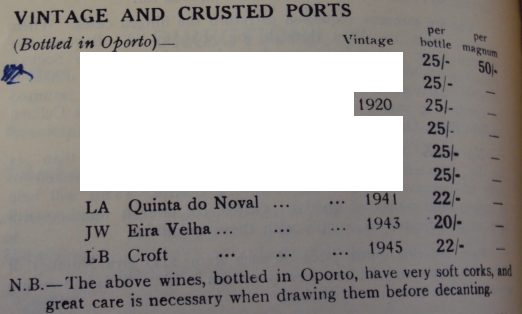 VINTAGE AND CRUSTED PORTS
(Bottled in Oporto)— Vintage per bottle per magnum
25/- 50/-
25/- —
1920 25/- —
25/- —
25/- —
25/- —
LA Quinta do Noval ... ... 1941 22/- —
JW Eira Velha ... ... ... 1943 20/- —
LB Croft ... ... ... 1945 22/- —
N.B.—The above wines, bottled in Oporto, have very soft corks, and
great care is necessary when drawing them before decanting.